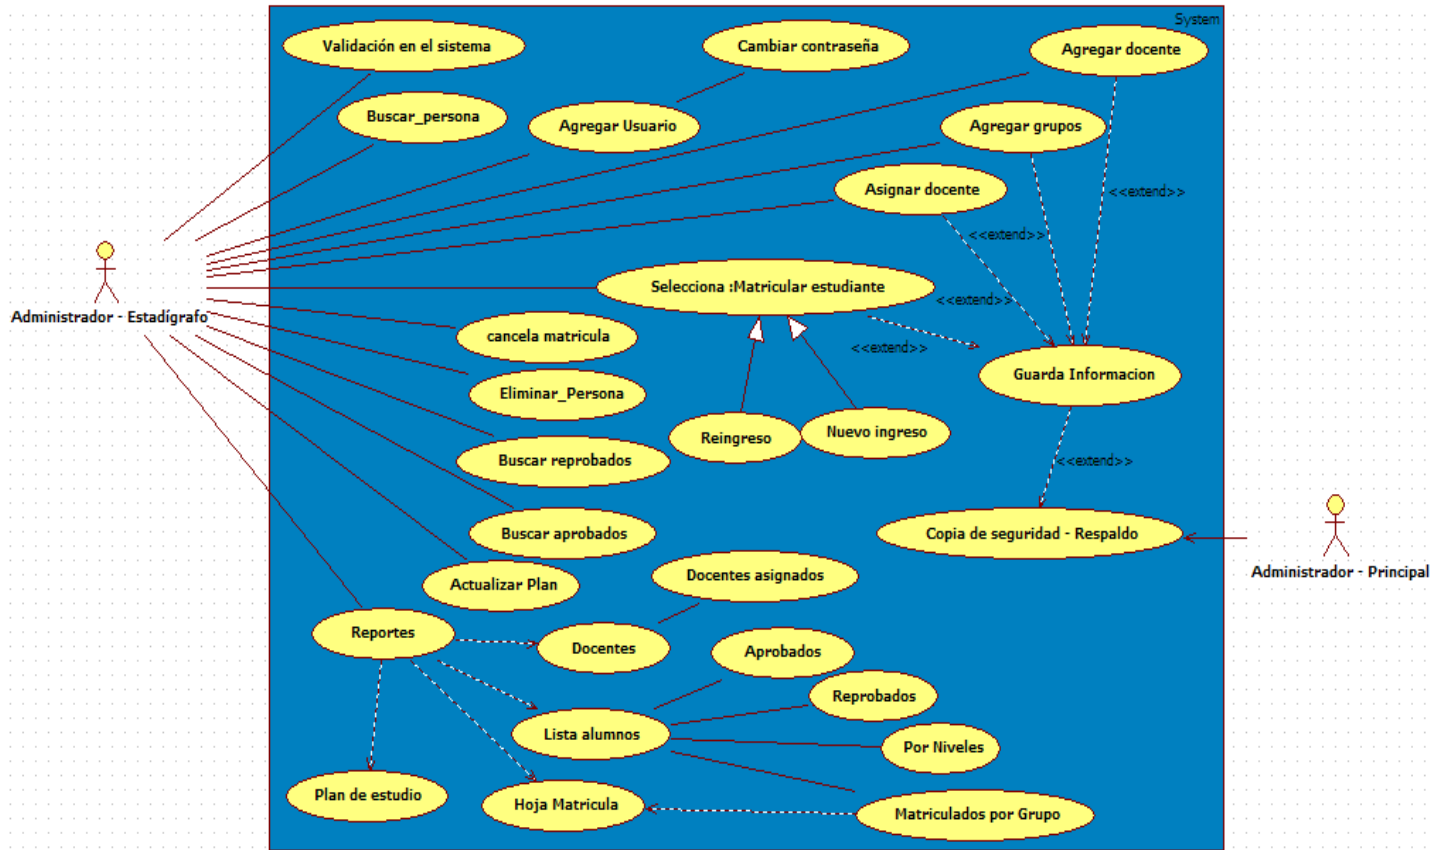 System
Validación en el sistema
Cambiar contraseña
Agregar docente
Buscar_persona
Agregar Usuario
Agregar grupos
Asignar docente
<<extend>>
<<extend>>
Selecciona :Matricular estudiante
<<extend>>
Administrador - Estadígrafo
cancela matricula
<<extend>>
Guarda Informacion
Eliminar_Persona
Reingreso
Nuevo ingreso
Buscar reprobados
<<extend>>
Buscar aprobados
Copia de seguridad - Respaldo
Administrador - Principal
Actualizar Plan
Docentes asignados
Reportes
Docentes
Aprobados
Reprobados
Lista alumnos
Por Niveles
Plan de estudio
Hoja Matricula
Matriculados por Grupo